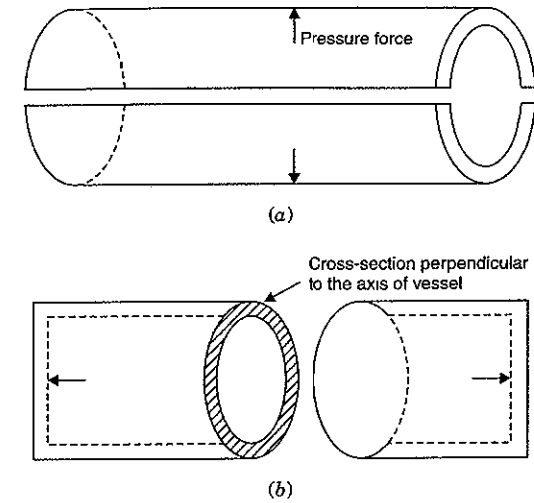 Pressure force
(a)
Cross-section perpendicular
to the axis of vessel
(b)